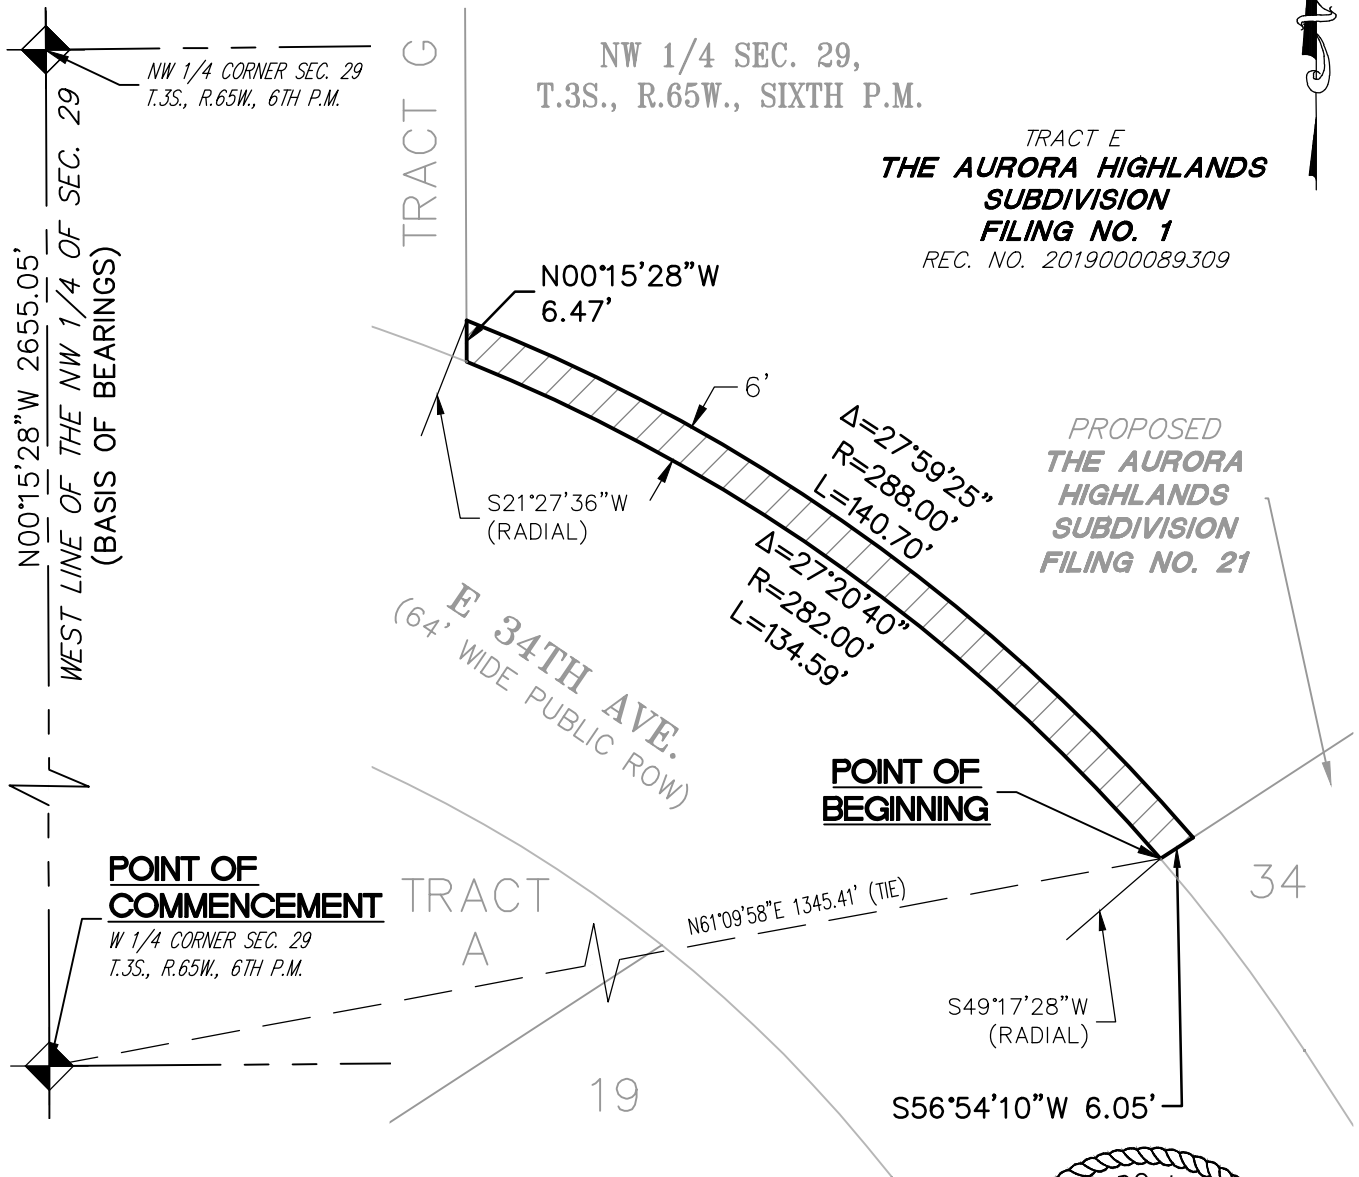 NW 1/4 CORNER SEC. 29
T.3S., R.65W., 6TH P.M.
N00°15'28"W 2655.05'
WEST LINE OF THE NW 1/4 OF SEC. 29
(BASIS OF BEARINGS)
TRACT G
NW 1/4 SEC. 29,
T.3S., R.65W., SIXTH P.M.
TRACT E
THE AURORA HIGHLANDS
SUBDIVISION
FILING NO. 1
REC. NO. 2019000089309
N00°15'28"W
6.47'
6'
Δ=27°59'25"
R=288.00'
L=140.70'
S21°27'36"W
(RADIAL)
Δ=27°20'40"
R=282.00'
L=134.59'
PROPOSED
THE AURORA
HIGHLANDS
SUBDIVISION
FILING NO. 21
E 34TH AVE.
(64' WIDE PUBLIC ROW)
POINT OF
BEGINNING
POINT OF
COMMENCEMENT
W 1/4 CORNER SEC. 29
T.3S., R.65W., 6TH P.M.
TRACT
A
N61°09'58"E 1345.41' (TIE)
34
S49°17'28"W
(RADIAL)
19
S56°54'10"W 6.05'